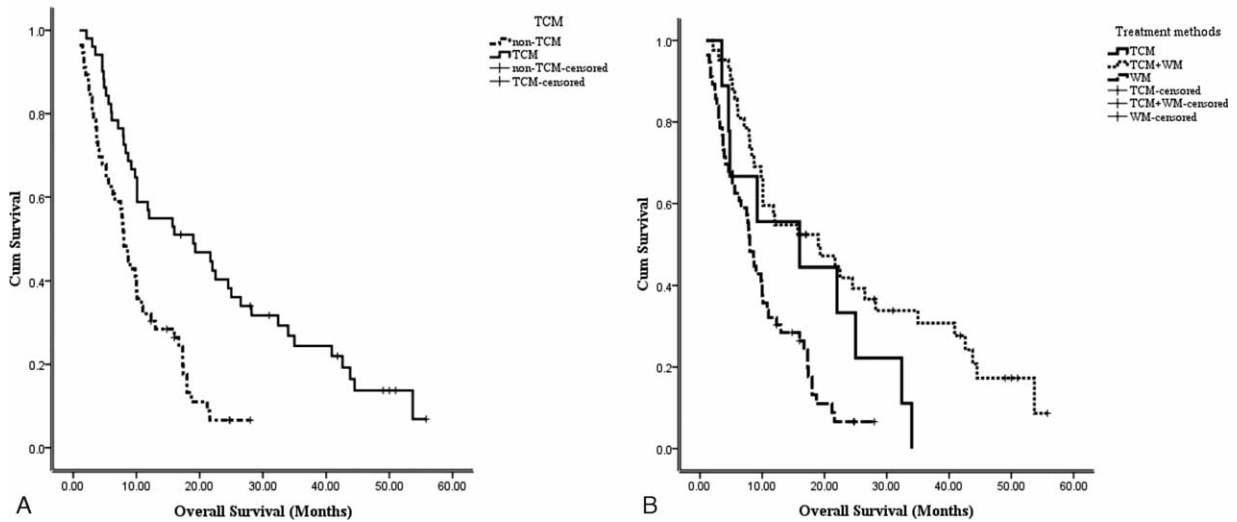 TCM
non-TCM
TCM
non-TCM-censored
TCM-censored
1.0
0.8
0.6
0.4
0.2
0.0
Cum Survival
0.00 10.00 20.00 30.00 40.00 50.00 60.00
Overall Survival (Months)
A
Treatment methods
TCM
TCM+WM
WM
TCM-censored
TCM+WM-censored
WM-censored
1.0
0.8
0.6
0.4
0.2
0.0
Cum Survival
0.00 10.00 20.00 30.00 40.00 50.00 60.00
Overall Survival (Months)
B